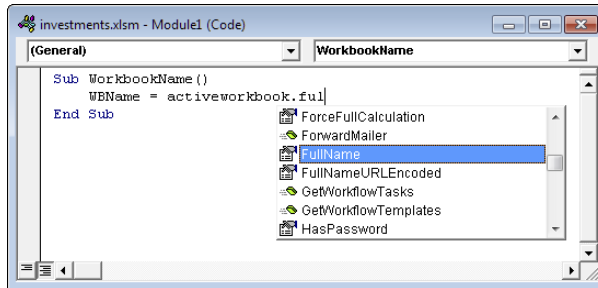 investments.xlsm - Module1 (Code)
(General) WorkbookName
Sub WorkbookName()
WBName = activeworkbook.ful
End Sub
ForceFullCalculation
ForwardMailer
FullName
FullNameURLEncoded
GetWorkflowTasks
GetWorkflowTemplates
HasPassword